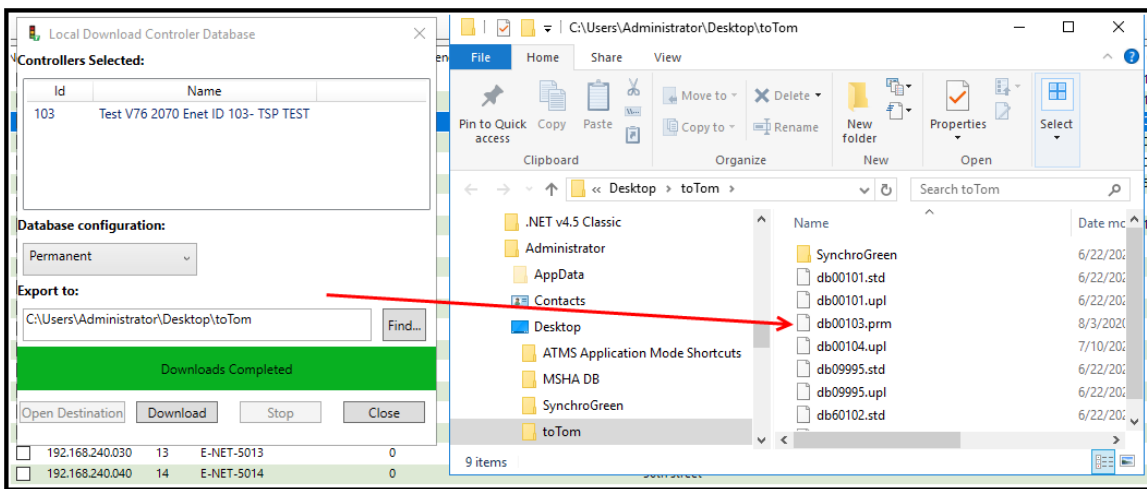 Local Download Controler Database
Controllers Selected:
Id Name
103 Test V76 2070 Enet ID 103- TSP TEST
Database configuration:
Permanent
Export to:
C:\Users\Administrator\Desktop\toTom
Find...
Downloads Completed
Open Destination Download Stop Close
192.168.240.030 13 E-NET-5013 0
192.168.240.040 14 E-NET-5014 0
C:\Users\Administrator\Desktop\toTom
File Home Share View
Pin to Quick access
Copy
Paste
Move to
Copy to
Delete
Rename
New folder
Properties
Select
Clipboard Organize New Open
« Desktop > toTom >
Search toTom
.NET v4.5 Classic
Administrator
AppData
Contacts
Desktop
ATMS Application Mode Shortcuts
MSHA DB
SynchroGreen
toTom
Name Date mo
SynchroGreen 6/22/202
db00101.std 6/22/202
db00101.upl 6/22/202
db00103.prm 8/3/2020
db00104.upl 7/10/202
db09995.std 6/22/202
db09995.upl 6/22/202
db60102.std 6/22/202
9 items